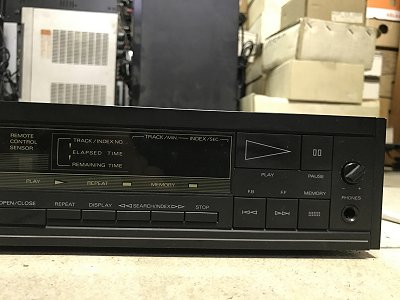 REMOTE
CONTROL
SENSOR
TRACK/INDEX NO.
TRACK/MIN.
INDEX/SEC.
ELAPSED TIME
REMAINING TIME
PLAY
REPEAT
MEMORY
PLAY
PAUSE
FB
FF
MEMORY
PHONES
OPEN/CLOSE
REPEAT
DISPLAY
SEARCH/INDEX
STOP